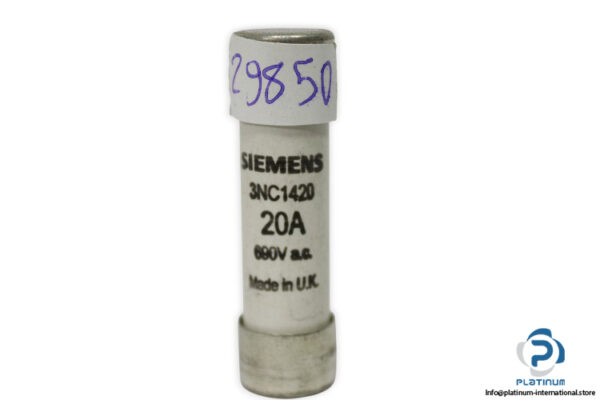 29850
SIEMENS
3NC1420
20A
690V a.c.
Made in U.K.
PLATINUM
info@platinum-international.store